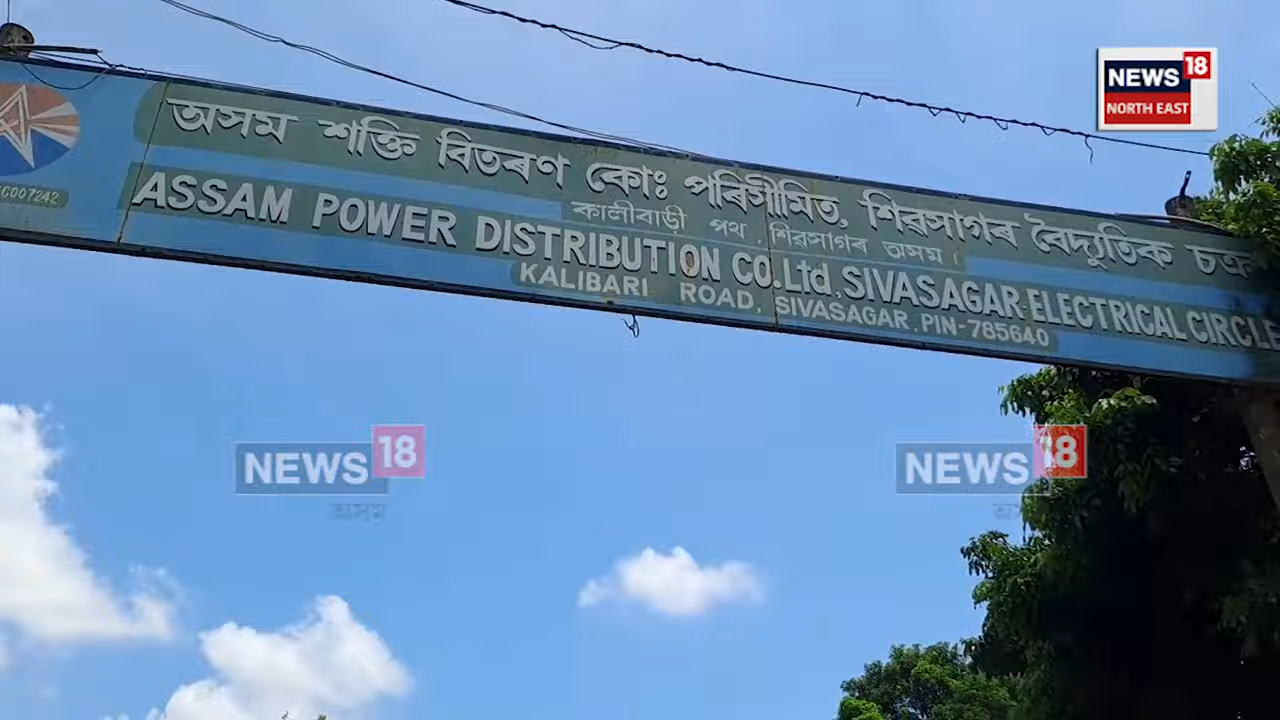 NEWS 18
NORTH EAST
অসম শক্তি বিতৰণ কোঃ পৰিসীমিত, শিৱসাগৰ বৈদ্যুতিক চক্ৰ
কালীবাড়ী পথ শিৱসাগৰ অসম।
ASSAM POWER DISTRIBUTION CO.Ltd, SIVASAGAR ELECTRICAL CIRCLE
KALIBARI ROAD, SIVASAGAR, PIN-785640
C007242
NEWS 18
অসম
NEWS 18